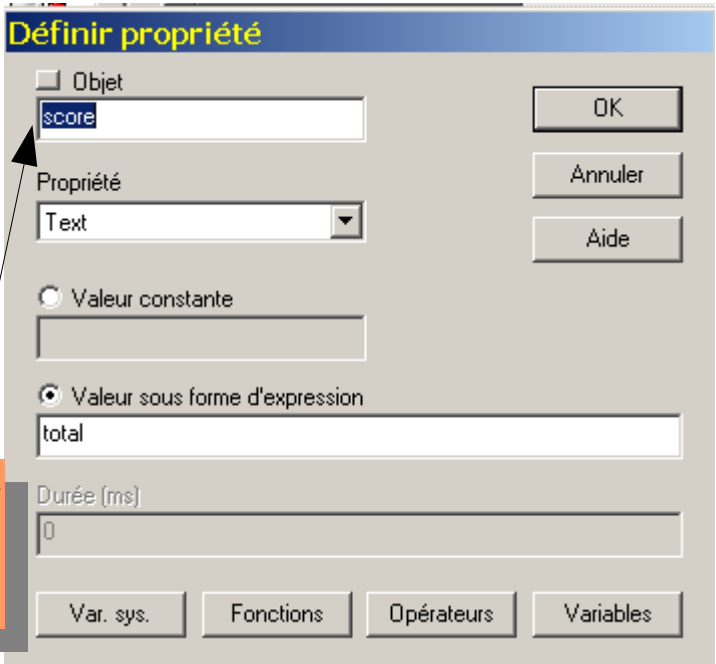 Définir propriété
Objet
score
OK
Propriété
Annuler
Text
Aide
Valeur constante
Valeur sous forme d'expression
total
Durée (ms)
0
Var. sys. Fonctions Opérateurs Variables